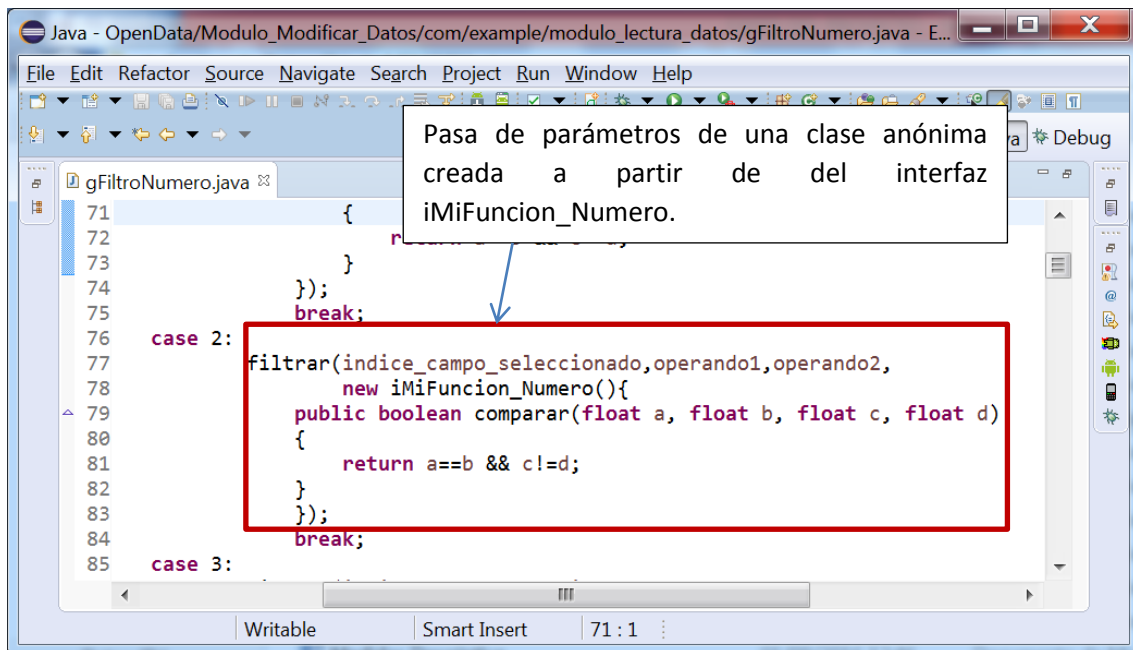 Java - OpenData/Modulo_Modificar_Datos/com/example/modulo_lectura_datos/gFiltroNumero.java - E...
File Edit Refactor Source Navigate Search Project Run Window Help
Pasa de parámetros de una clase anónima
creada a partir de del interfaz
iMiFuncion_Numero.
Debug
gFiltroNumero.java
71 {
72
73 }
74 });
75 break;
76 case 2:
77 filtrar(indice_campo_seleccionado,operando1,operando2,
78 new iMiFuncion_Numero(){
79 public boolean comparar(float a, float b, float c, float d)
80 {
81 return a==b && c!=d;
82 }
83 });
84 break;
85 case 3:
Writable Smart Insert 71 : 1